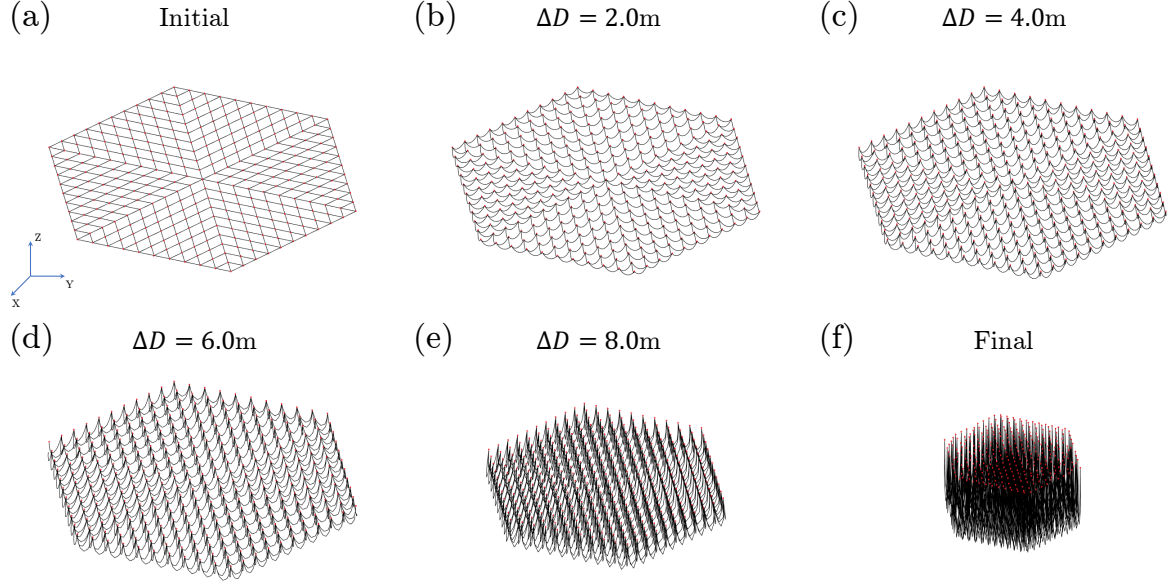 (a) Initial
(b) Δ𝐷 = 2.0m
(c) Δ𝐷 = 4.0m
Z
Y
X
(d) Δ𝐷 = 6.0m
(e) Δ𝐷 = 8.0m
(f) Final